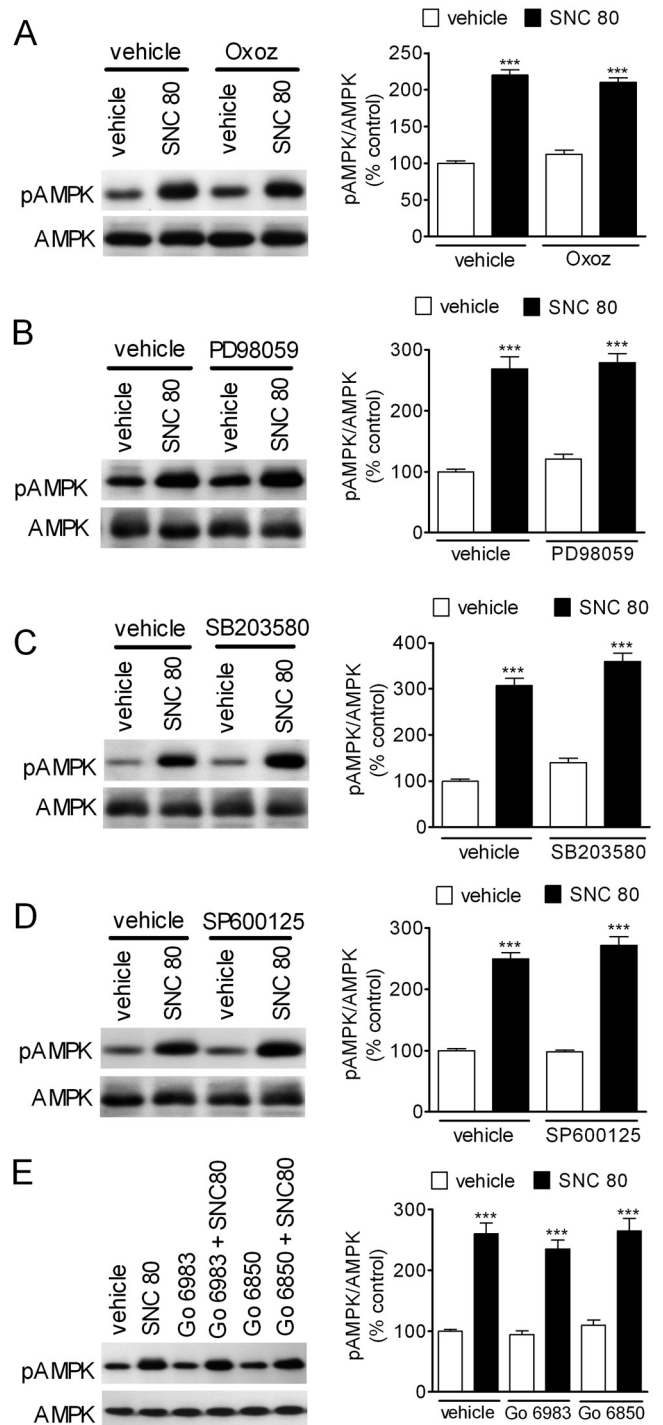 A
vehicle Oxoz
vehicle
SNC 80
vehicle
SNC 80
pAMPK
AMPK
vehicle SNC 80
pAMPK/AMPK
(% control)
250
200
150
100
50
0
***
***
vehicle Oxoz
B
vehicle PD98059
vehicle
SNC 80
vehicle
SNC 80
pAMPK
AMPK
vehicle SNC 80
pAMPK/AMPK
(% control)
300
200
100
0
***
***
vehicle PD98059
C
vehicle SB203580
vehicle
SNC 80
vehicle
SNC 80
pAMPK
AMPK
vehicle SNC 80
pAMPK/AMPK
(% control)
400
300
200
100
0
***
***
vehicle SB203580
D
vehicle SP600125
vehicle
SNC 80
vehicle
SNC 80
pAMPK
AMPK
vehicle SNC 80
pAMPK/AMPK
(% control)
300
200
100
0
***
***
vehicle SP600125
E
vehicle
SNC 80
Go 6983
Go 6983 + SNC80
Go 6850
Go 6850 + SNC80
pAMPK
AMPK
vehicle SNC 80
pAMPK/AMPK
(% control)
300
200
100
0
***
***
***
vehicle Go 6983 Go 6850